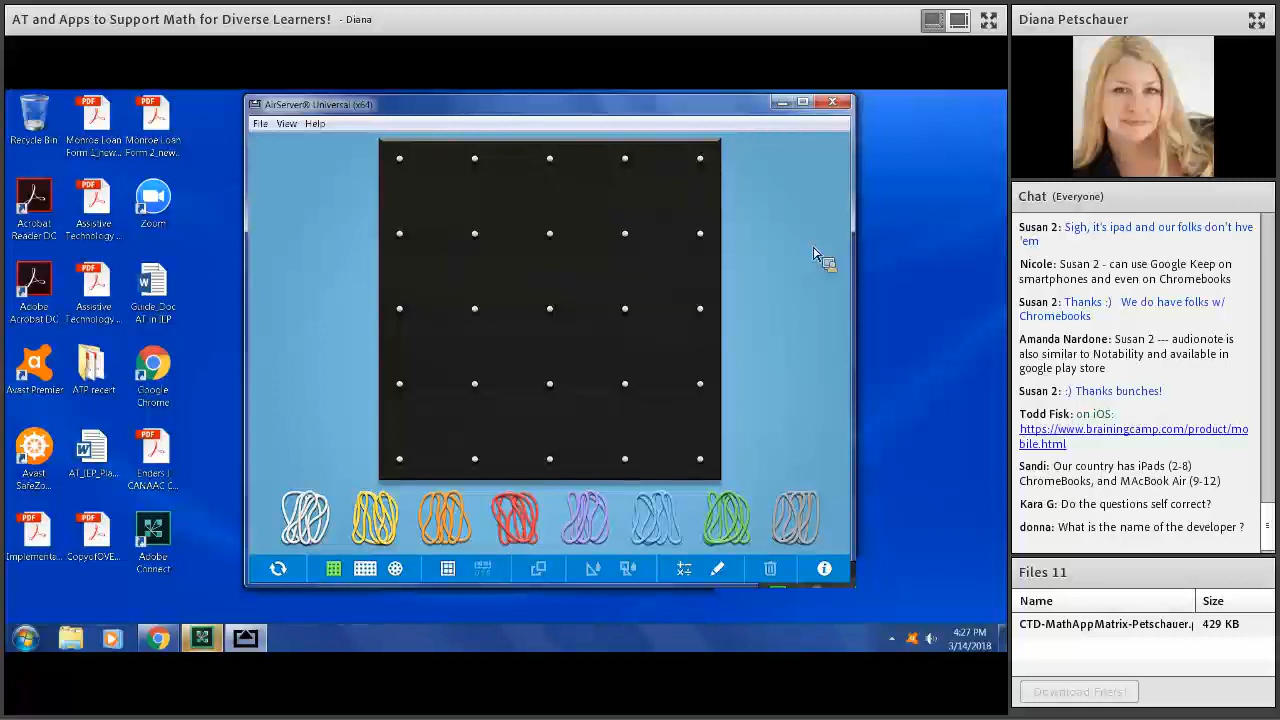 AT and Apps to Support Math for Diverse Learners! - Diana
Diana Petschauer
AirServer® Universal (x64)
File View Help
Recycle Bin
Monroe Loan
Form 1_new...
Monroe Loan
Form 2_new...
Acrobat
Reader DC
Assistive
Technology ...
Zoom
Adobe
Acrobat DC
Assistive
Technology ...
Guide_Doc
AT in IEP
Avast Premier
ATP recert
Google
Chrome
Avast
SafeZo...
AT_IEP_Pla...
Enders J
CANAAC C...
Implementa...
CopyofOVE...
Adobe
Connect
4:27 PM
3/14/2018
Chat (Everyone)
Susan 2: Sigh, it's ipad and our folks don't hve
'em
Nicole: Susan 2 - can use Google Keep on
smartphones and even on Chromebooks
Susan 2: Thanks :) We do have folks w/
Chromebooks
Amanda Nardone: Susan 2 --- audionote is
also similar to Notability and available in
google play store
Susan 2: :) Thanks bunches!
Todd Fisk: on iOS:
https://www.brainingcamp.com/product/mo
bile.html
Sandi: Our country has iPads (2-8)
ChromeBooks, and MACBook Air (9-12)
Kara G: Do the questions self correct?
donna: What is the name of the developer ?
Files 11
Name Size
CTD-MathAppMatrix-Petschauer.p 429 KB
Download File(s)